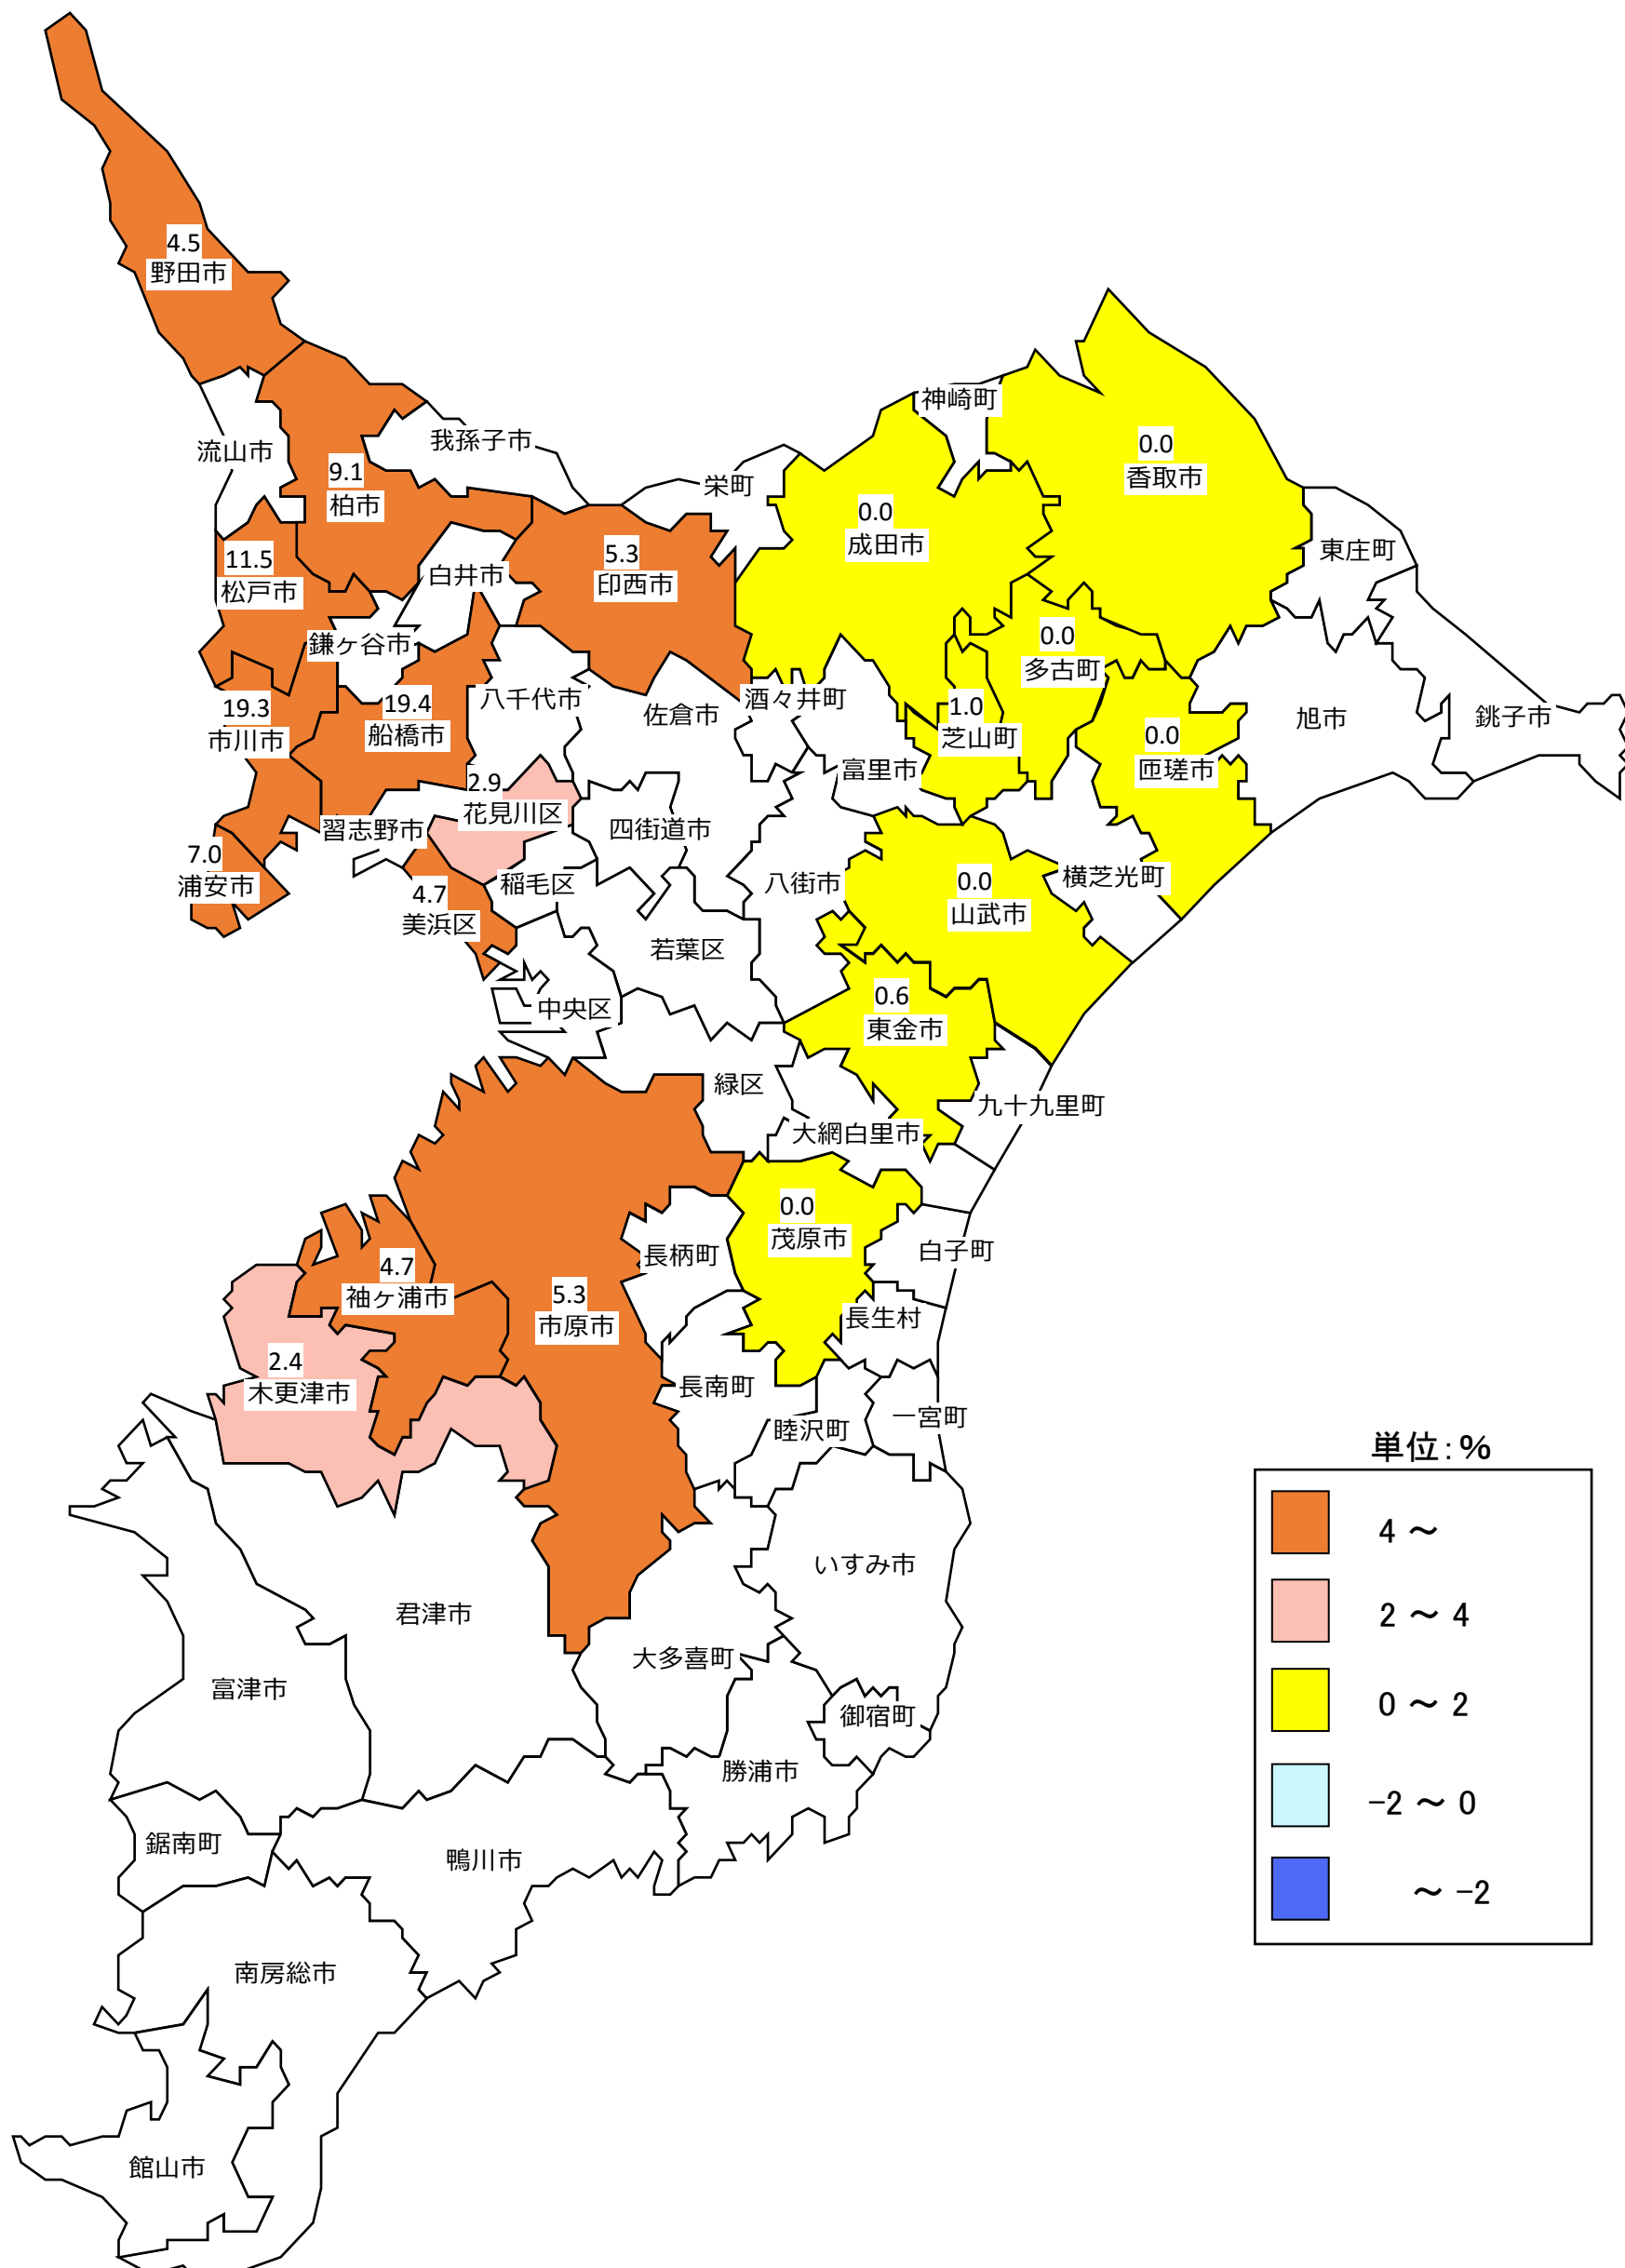 4.5
野田市
神崎町
流山市
我孫子市
0.0
香取市
9.1
柏市
栄町
0.0
成田市
東庄町
11.5
松戸市
5.3
印西市
白井市
鎌ヶ谷市
0.0
多古町
19.3
市川市
19.4
船橋市
八千代市
佐倉市
酒々井町
1.0
芝山町
0.0
匝瑳市
旭市
銚子市
富里市
2.9
花見川区
習志野市
四街道市
7.0
浦安市
4.7
美浜区
稲毛区
八街市
0.0
山武市
横芝光町
若葉区
中央区
0.6
東金市
緑区
九十九里町
大網白里市
0.0
茂原市
長柄町
白子町
4.7
袖ヶ浦市
5.3
市原市
長生村
2.4
木更津市
長南町
睦沢町
一宮町
単位：%
4 ～
2 ～ 4
0 ～ 2
-2 ～ 0
～ -2
いすみ市
君津市
大多喜町
富津市
御宿町
勝浦市
鋸南町
鴨川市
南房総市
館山市